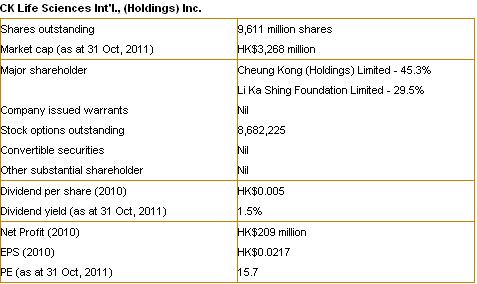 CK Life Sciences Int'l., (Holdings) Inc.
Shares outstanding 9,611 million shares
Market cap (as at 31 Oct, 2011) HK$3,268 million
Major shareholder Cheung Kong (Holdings) Limited - 45.3%
Li Ka Shing Foundation Limited - 29.5%
Company issued warrants Nil
Stock options outstanding 8,682,225
Convertible securities Nil
Other substantial shareholder Nil
Dividend per share (2010) HK$0.005
Dividend yield (as at 31 Oct, 2011) 1.5%
Net Profit (2010) HK$209 million
EPS (2010) HK$0.0217
PE (as at 31 Oct, 2011) 15.7